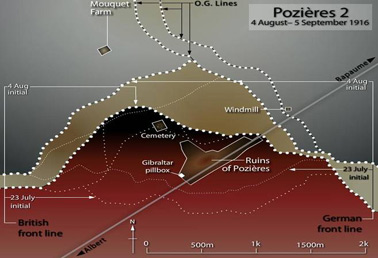 Pozières 2
4 August– 5 September 1916
Mouquet
Farm
O.G. Lines
Bapaume
4 Aug
initial
4 Aug
initial
Windmill
Cemetery
Gibraltar
pillbox
Ruins
of Pozières
23 July
initial
23 July
initial
British
front line
German
front line
Albert
N
0
500m
1k
1500m
2k